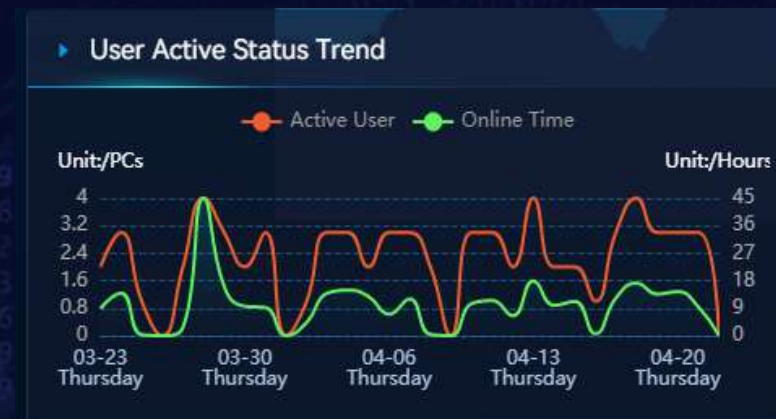 User Active Status Trend
Active User Online Time
Unit:/PCs Unit:/Hours
4 45
3.2 36
2.4 27
1.6 18
0.8 9
0 0
03-23 03-30 04-06 04-13 04-20
Thursday Thursday Thursday Thursday Thursday